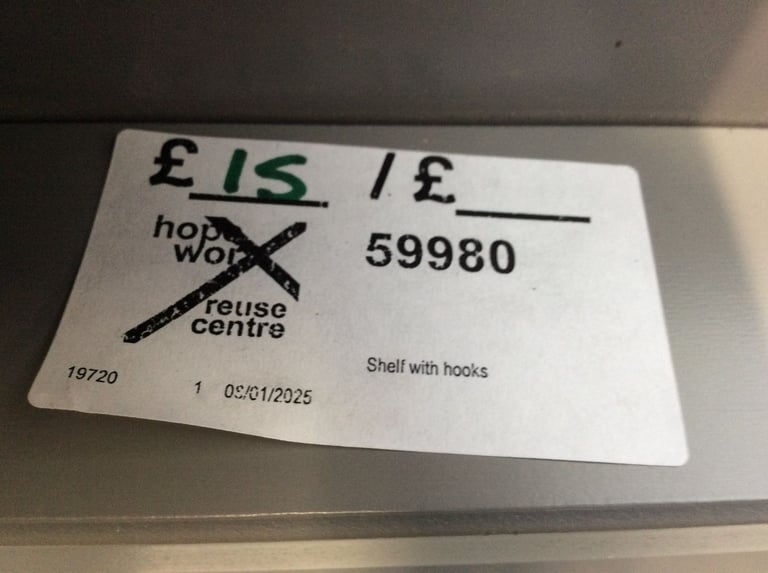 £ 15 / £
59980
reuse
centre
Shelf with hooks
19720
1